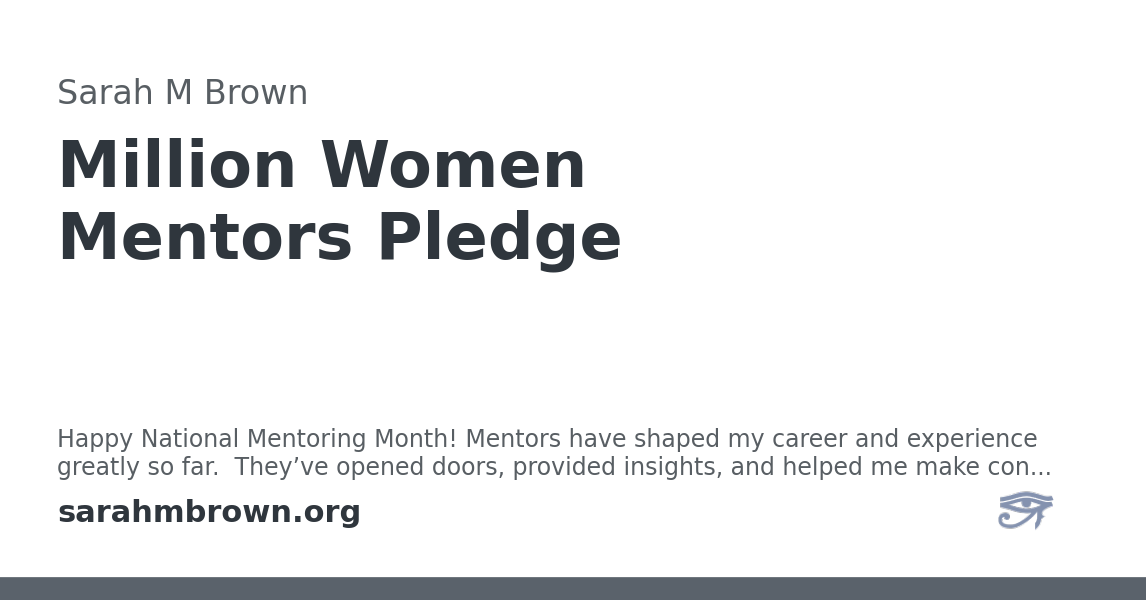 Sarah M Brown
Million Women
Mentors Pledge
Happy National Mentoring Month! Mentors have shaped my career and experience
greatly so far.  They’ve opened doors, provided insights, and helped me make con...
sarahmbrown.org